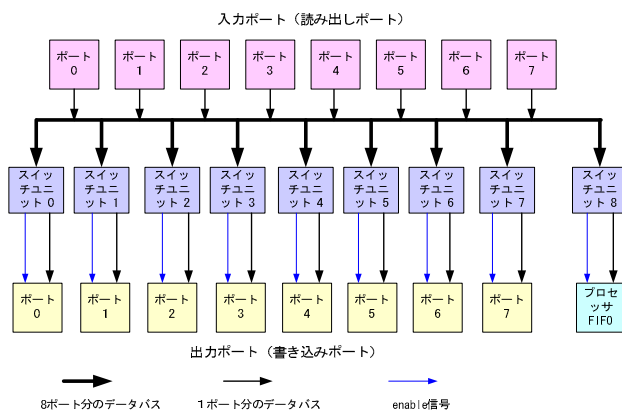 入力ポート（読み出しポート）
ポート
0
ポート
1
ポート
2
ポート
3
ポート
4
ポート
5
ポート
6
ポート
7
スイッ
チユニ
ット 0
スイッ
チユニ
ット 1
スイッ
チユニ
ット 2
スイッ
チユニ
ット 3
スイッ
チユニ
ット 4
スイッ
チユニ
ット 5
スイッ
チユニ
ット 6
スイッ
チユニ
ット 7
スイッ
チユニ
ット 8
ポート
0
ポート
1
ポート
2
ポート
3
ポート
4
ポート
5
ポート
6
ポート
7
プロセ
ッサ
FIFO
出力ポート（書き込みポート）
8ポート分のデータバス
１ポート分のデータバス
enable信号